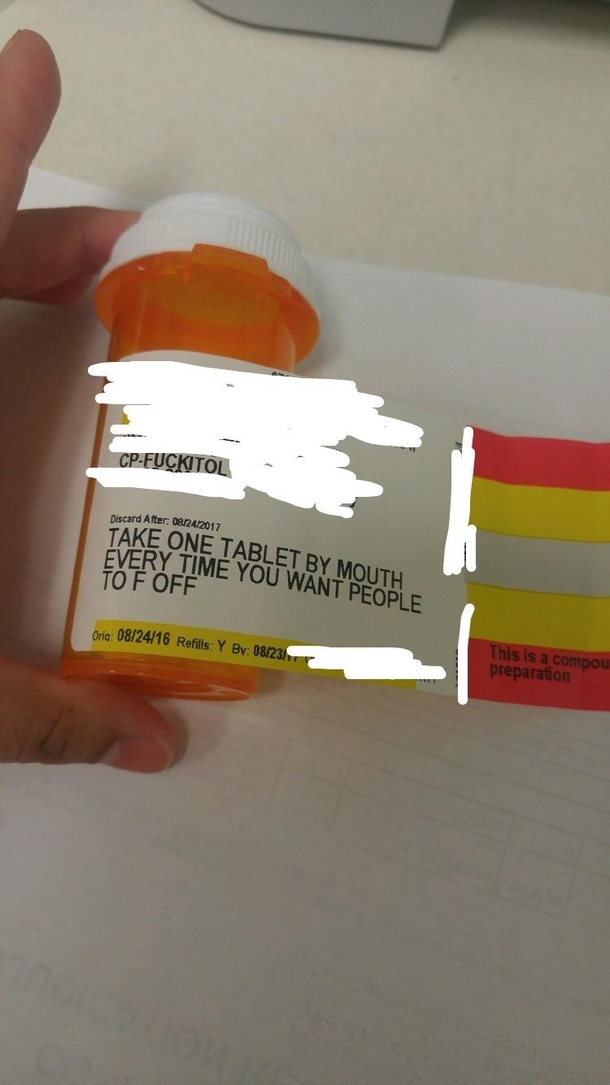 CP-FUCKITOL
Discard After: 08/24/2017
TAKE ONE TABLET BY MOUTH
EVERY TIME YOU WANT PEOPLE
TO F OFF
Orig: 08/24/16 Refills: Y By: 08/23/17
This is a compou
preparation